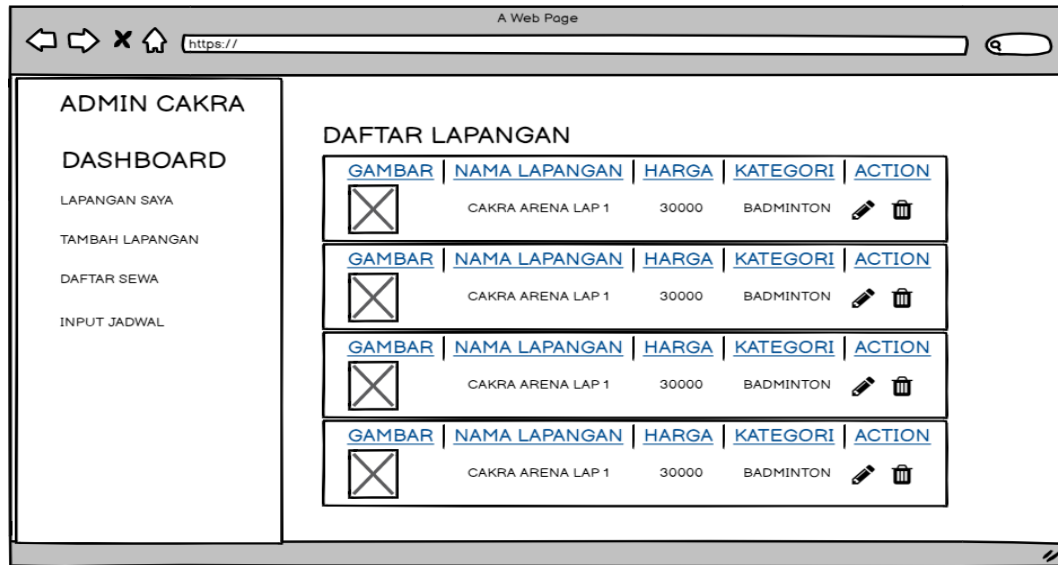 A Web Page
https://
ADMIN CAKRA
DASHBOARD
LAPANGAN SAYA
TAMBAH LAPANGAN
DAFTAR SEWA
INPUT JADWAL
DAFTAR LAPANGAN
GAMBAR NAMA LAPANGAN HARGA KATEGORI ACTION
CAKRA ARENA LAP 1 30000 BADMINTON
GAMBAR NAMA LAPANGAN HARGA KATEGORI ACTION
CAKRA ARENA LAP 1 30000 BADMINTON
GAMBAR NAMA LAPANGAN HARGA KATEGORI ACTION
CAKRA ARENA LAP 1 30000 BADMINTON
GAMBAR NAMA LAPANGAN HARGA KATEGORI ACTION
CAKRA ARENA LAP 1 30000 BADMINTON